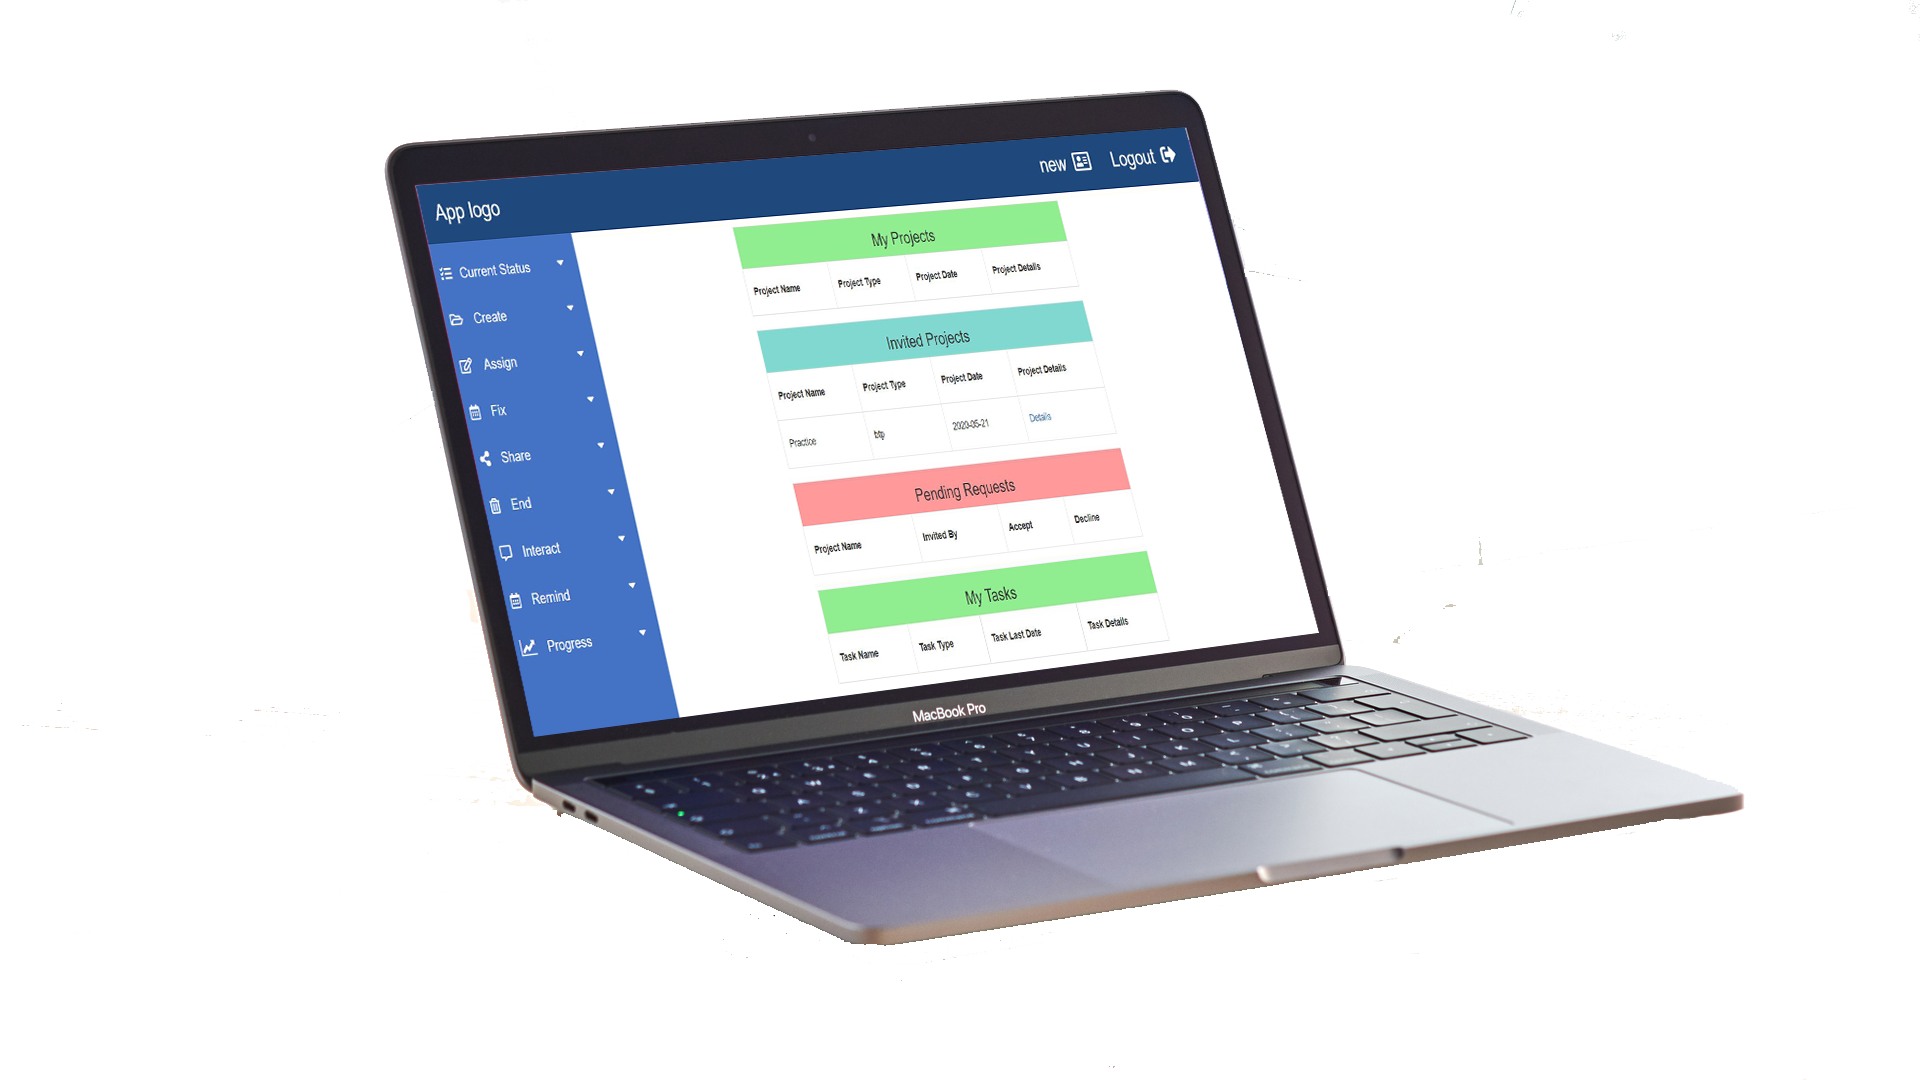 new Logout
App logo
Current Status
Create
Assign
Fix
Share
End
Interact
Remind
Progress
My Projects
Project Name Project Type Project Date Project Details
Invited Projects
Project Name Project Type Project Date Project Details
Practice btp 2020-05-21 Details
Pending Requests
Project Name Invited By Accept Decline
My Tasks
Task Name Task Type Task Last Date Task Details
MacBook Pro